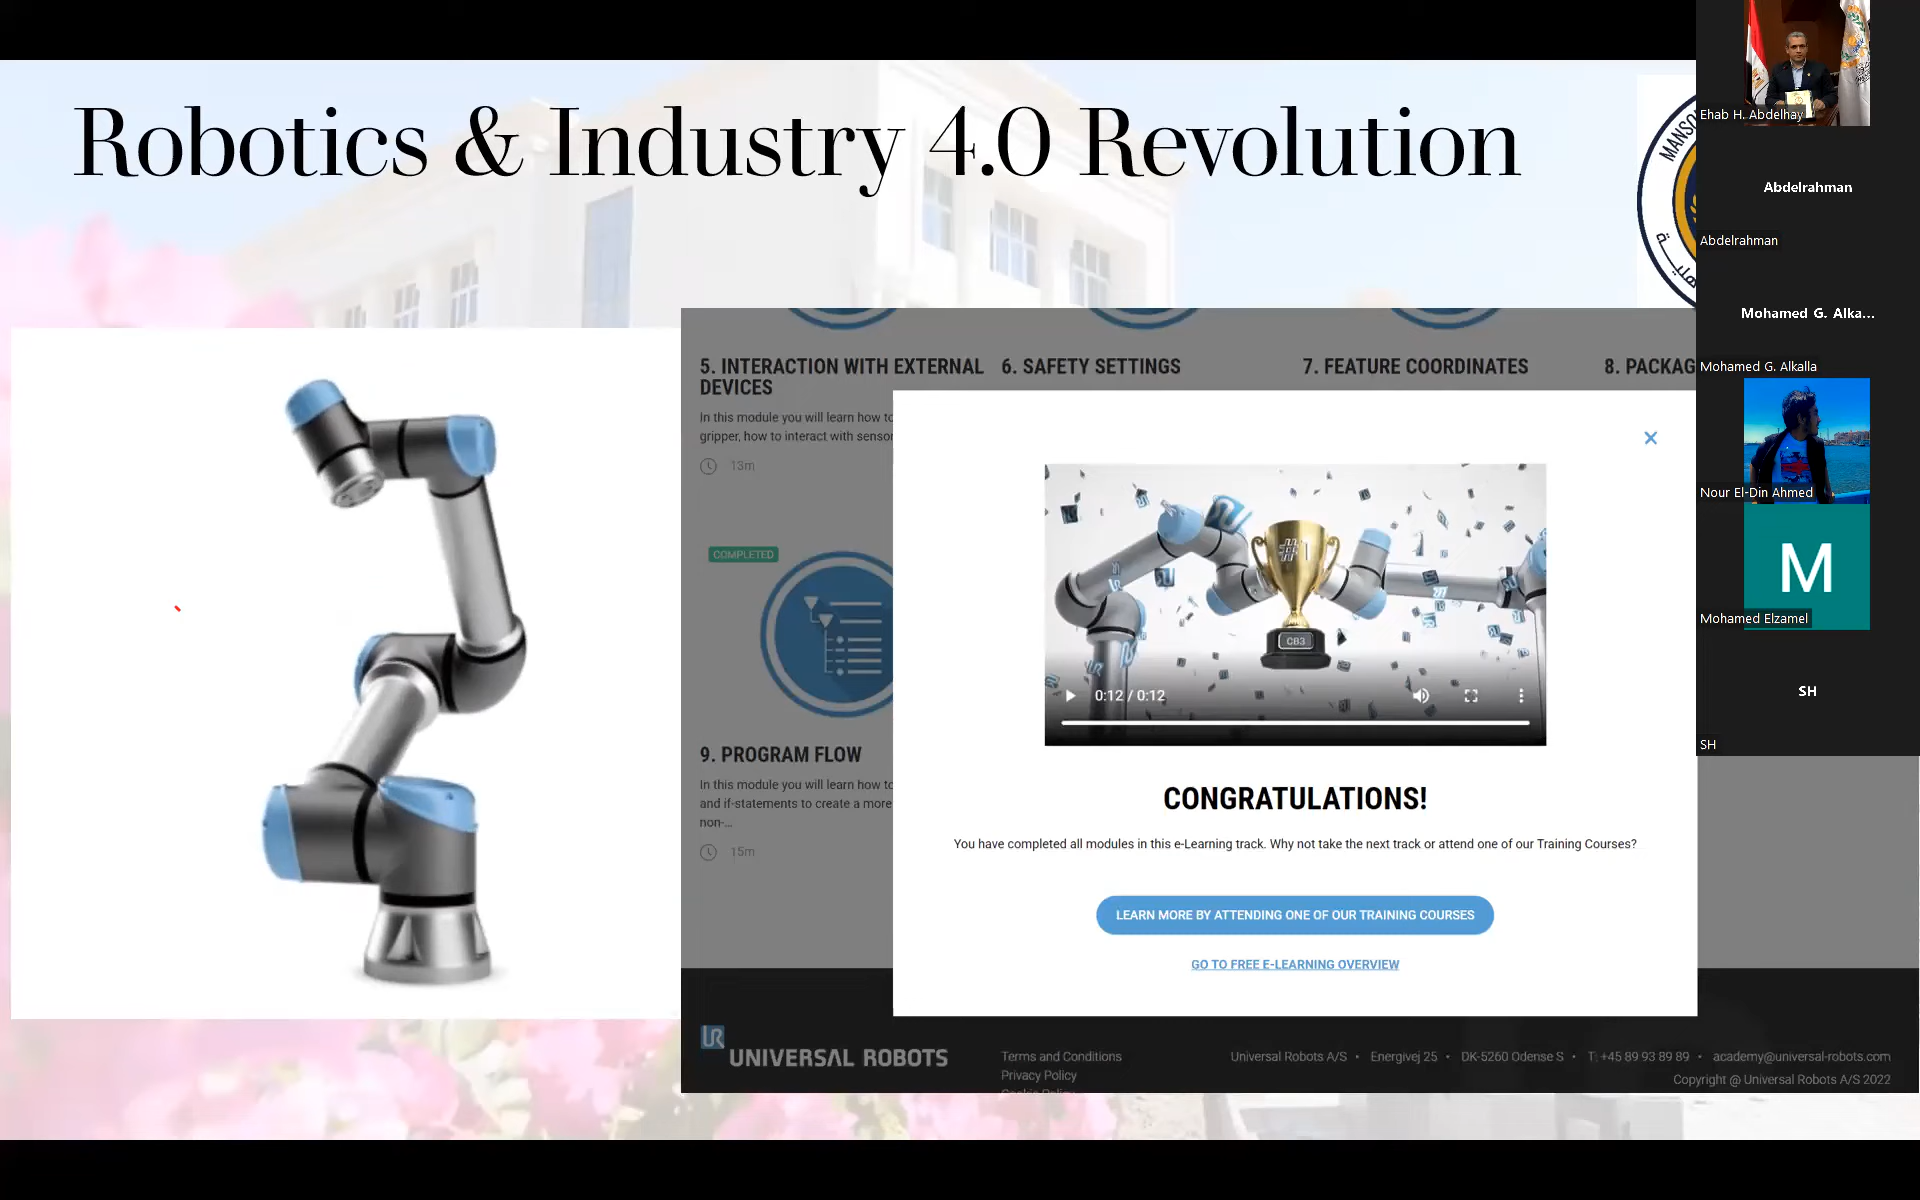 Robotics & Industry 4.0 Revolution
MANSO
5. INTERACTION WITH EXTERNAL
DEVICES
In this module you will learn how to
gripper, how to interact with sensor
13m
6. SAFETY SETTINGS
7. FEATURE COORDINATES
8. PACKAG
COMPLETED
9. PROGRAM FLOW
In this module you will learn how to
and if-statements to create a more
non-...
15m
#1
CB3
0:12 / 0:12
CONGRATULATIONS!
You have completed all modules in this e-Learning track. Why not take the next track or attend one of our Training Courses?
LEARN MORE BY ATTENDING ONE OF OUR TRAINING COURSES
GO TO FREE E-LEARNING OVERVIEW
UR
UNIVERSAL ROBOTS
Terms and Conditions
Privacy Policy
Cookie Policy
Universal Robots A/S • Energivej 25 • DK-5260 Odense S • T: +45 89 93 89 89 • academy@universal-robots.com
Copyright @ Universal Robots A/S 2022
Ehab H. Abdelhay
Abdelrahman
Abdelrahman
Mohamed G. Alka...
Mohamed G. Alkalla
Nour El-Din Ahmed
M
Mohamed Elzamel
SH
SH